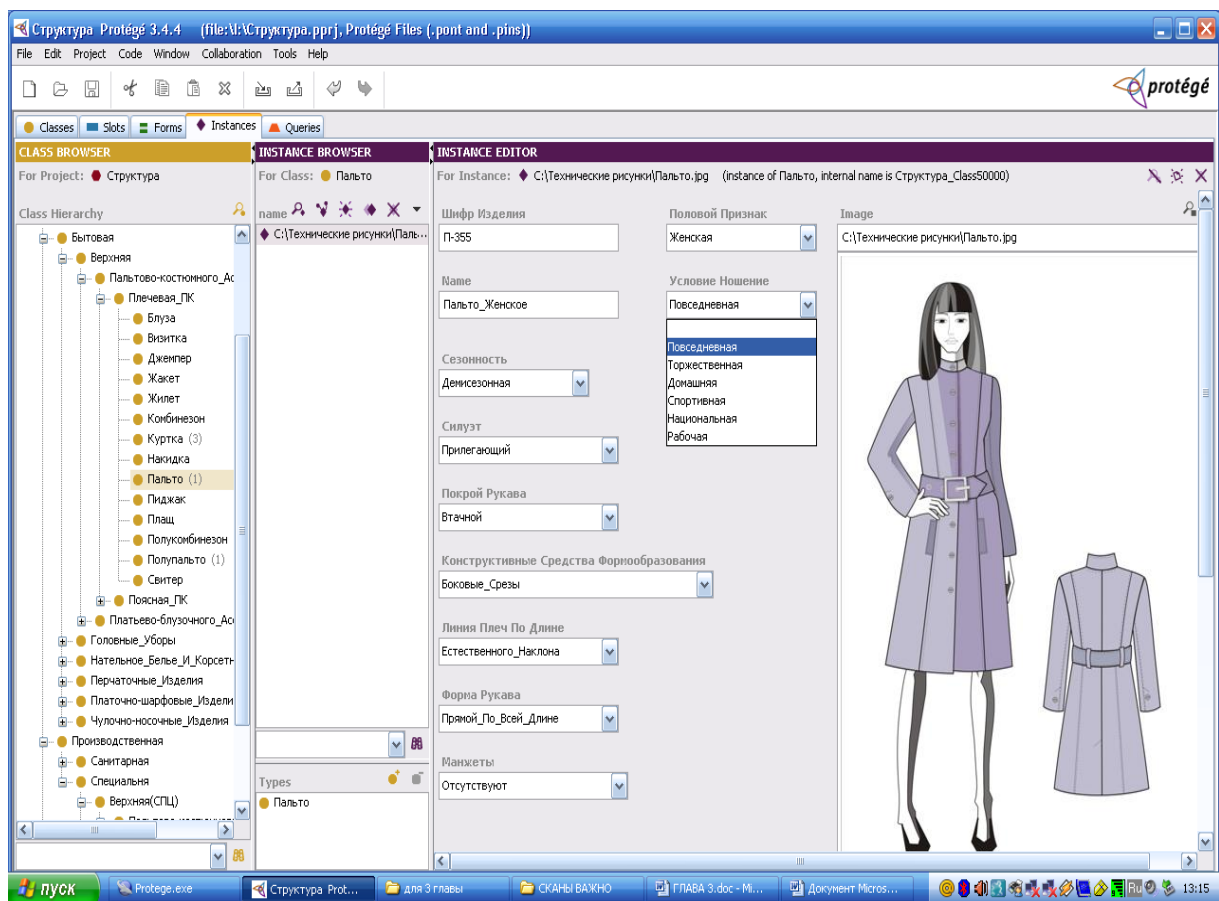 Структура Protégé 3.4.4 (file:\I:\Структура.pprj, Protégé Files (.pont and .pins))
File Edit Project Code Window Collaboration Tools Help
protégé
Classes Slots Forms Instances Queries
CLASS BROWSER
For Project: Структура
Class Hierarchy
Бытовая
Верхняя
Пальтово-костюмного_Ас
Плечевая_ПК
Блуза
Визитка
Джемпер
Жакет
Жилет
Комбинезон
Куртка (3)
Накидка
Пальто (1)
Пиджак
Плащ
Полукомбинезон
Полупальто (1)
Свитер
Поясная_ПК
Платьево-блузочного_Ас
Головные_Уборы
Нательное_Белье_И_Корсетн
Перчаточные_Изделия
Платочно-шарфовые_Издели
Чулочно-носочные_Изделия
Производственная
Санитарная
Специальня
Верхняя(СПЦ)
INSTANCE BROWSER
For Class: Пальто
name
C:\Технические рисунки\Паль...
Types
Пальто
INSTANCE EDITOR
For Instance: C:\Технические рисунки\Пальто.jpg (instance of Пальто, internal name is Структура_Class50000)
Шифр Изделия
П-355
Name
Пальто_Женское
Сезонность
Демисезонная
Силуэт
Прилегающий
Покрой Рукава
Втачной
Конструктивные Средства Формообразования
Боковые_Срезы
Линия Плеч По Длине
Естественного_Наклона
Форма Рукава
Прямой_По_Всей_Длине
Манжеты
Отсутствуют
Половой Признак
Женская
Условие Ношение
Повседневная
Повседневная
Торжественная
Домашняя
Спортивная
Национальная
Рабочая
Image
C:\Технические рисунки\Пальто.jpg
пуск Protege.exe Структура Prot... для 3 главы СКАНЫ ВАЖНО ГЛАВА 3.doc - Mi... Документ Micros... Ru 13:15